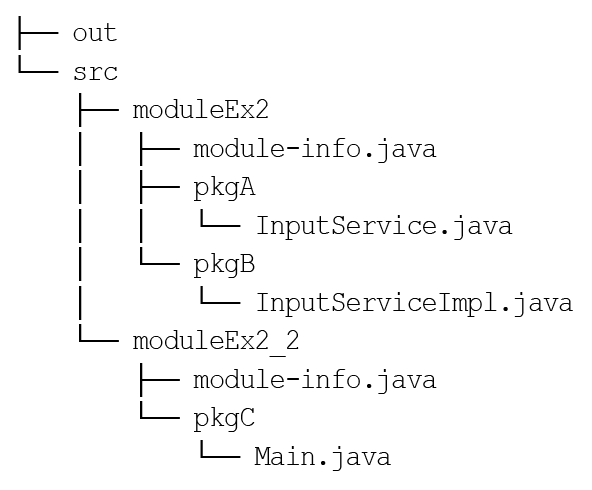 ├── out
└── src
    ├── moduleEx2
    │   ├── module-info.java
    │   ├── pkgA
    │   │   └── InputService.java
    │   └── pkgB
    │       └── InputServiceImpl.java
    └── moduleEx2_2
        ├── module-info.java
        └── pkgC
            └── Main.java